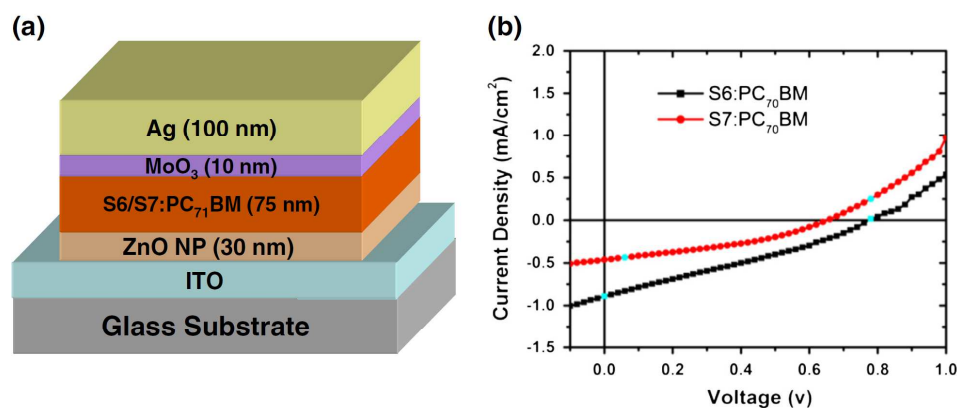 (a)
Ag (100 nm)
MoO₃ (10 nm)
S6/S7:PC₇₁BM (75 nm)
ZnO NP (30 nm)
ITO
Glass Substrate
(b)
Current Density (mA/cm²)
2.0
1.5
1.0
0.5
0.0
-0.5
-1.0
-1.5
S6:PC₇₀BM
S7:PC₇₀BM
0.0 0.2 0.4 0.6 0.8 1.0
Voltage (v)